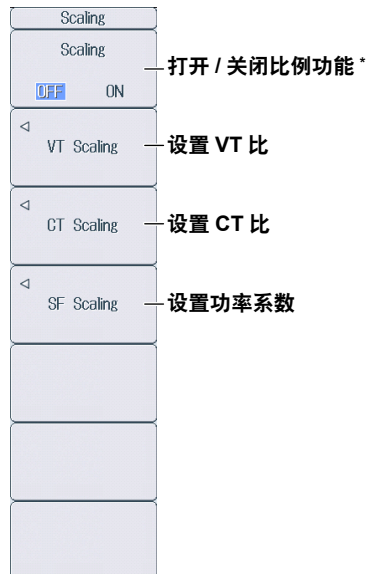 Scaling
Scaling
OFF ON
打开 / 关闭比例功能 *
VT Scaling
设置 VT 比
CT Scaling
设置 CT 比
SF Scaling
设置功率系数